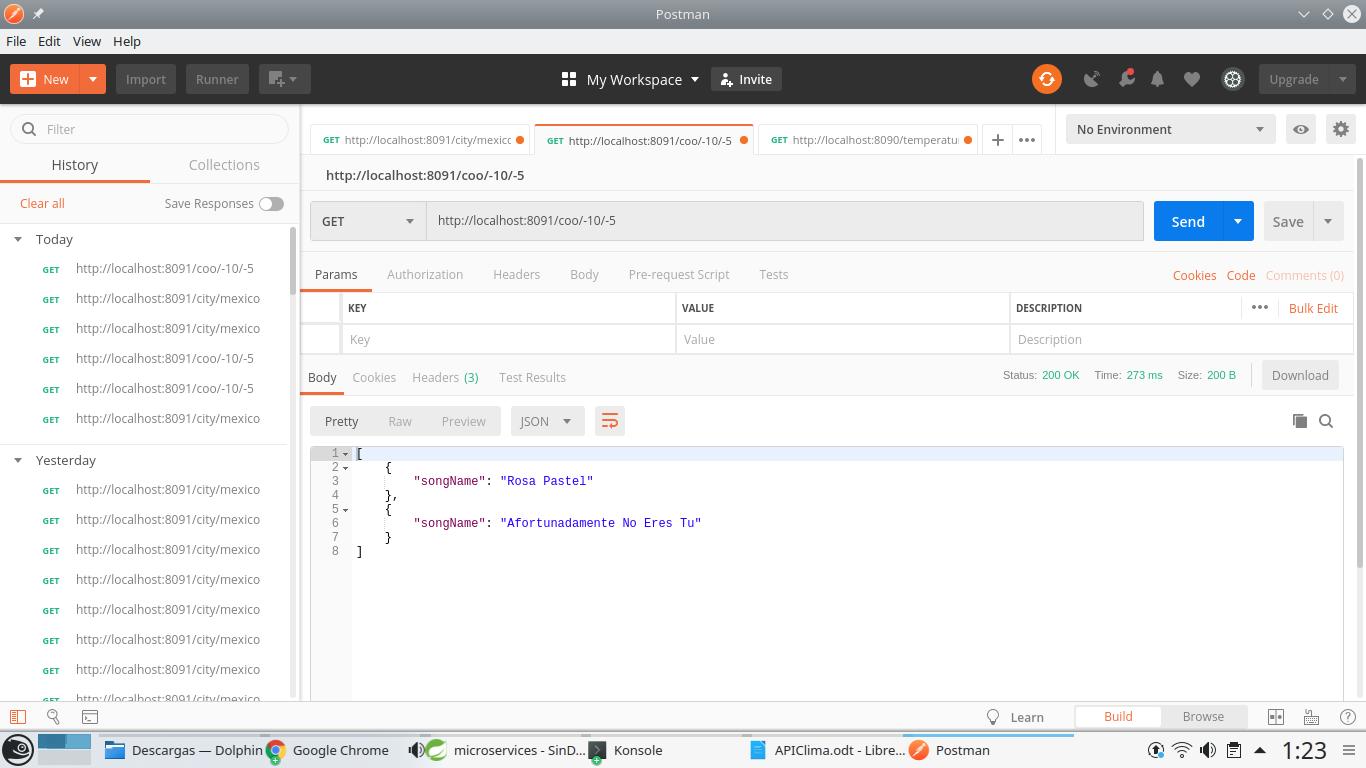 Postman
File Edit View Help
New Import Runner My Workspace Invite Upgrade
Filter
History Collections
Clear all Save Responses
Today
GET http://localhost:8091/coo/-10/-5
GET http://localhost:8091/city/mexico
GET http://localhost:8091/city/mexico
GET http://localhost:8091/coo/-10/-5
GET http://localhost:8091/coo/-10/-5
GET http://localhost:8091/city/mexico
Yesterday
GET http://localhost:8091/city/mexico
GET http://localhost:8091/city/mexico
GET http://localhost:8091/city/mexico
GET http://localhost:8091/city/mexico
GET http://localhost:8091/city/mexico
GET http://localhost:8091/city/mexico
GET http://localhost:8091/city/mexico
GET http://localhost:8091/city/mexico
GET http://localhost:8091/city/mexic GET http://localhost:8091/coo/-10/-5 GET http://localhost:8090/temperatu
No Environment
http://localhost:8091/coo/-10/-5
GET http://localhost:8091/coo/-10/-5 Send Save
Params Authorization Headers Body Pre-request Script Tests Cookies Code Comments (0)
KEY VALUE DESCRIPTION ••• Bulk Edit
Key Value Description
Body Cookies Headers (3) Test Results Status: 200 OK Time: 273 ms Size: 200 B Download
Pretty Raw Preview JSON
1 [
2 {
3 "songName": "Rosa Pastel"
4 },
5 {
6 "songName": "Afortunadamente No Eres Tu"
7 }
8 ]
Learn Build Browse
Descargas — Dolphin Google Chrome microservices - SinD... Konsole APIClima.odt - Libre... Postman 1:23